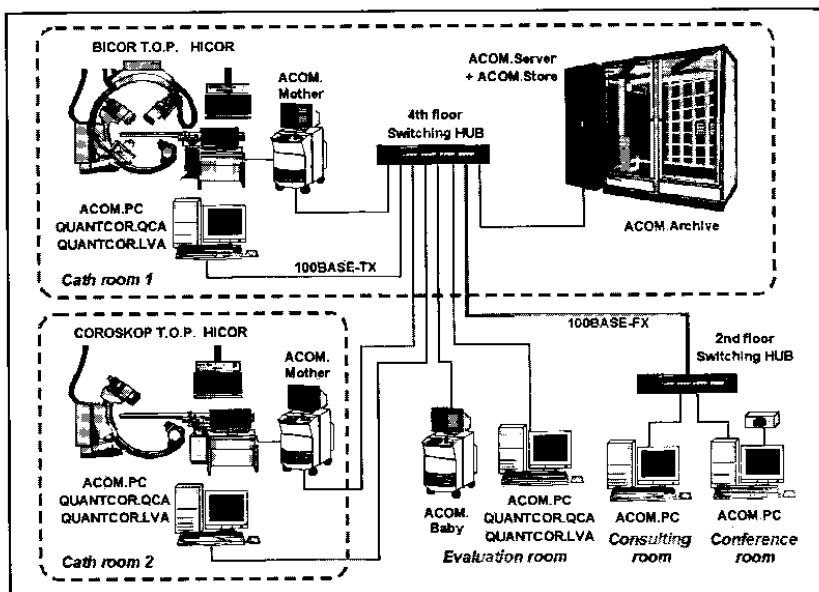 BICOR T.O.P. HICOR
ACOM.
Mother
4th floor
Switching HUB
ACOM.Server
+ ACOM.Store
ACOM.Archive
ACOM.PC
QUANTCOR.QCA
QUANTCOR.LVA
Cath room 1
100BASE-TX
COROSKOP T.O.P. HICOR
ACOM.
Mother
ACOM.PC
QUANTCOR.QCA
QUANTCOR.LVA
Cath room 2
100BASE-FX
2nd floor
Switching HUB
ACOM.
Baby
ACOM.PC
QUANTCOR.QCA
QUANTCOR.LVA
Evaluation room
ACOM.PC
Consulting
room
ACOM.PC
Conference
room